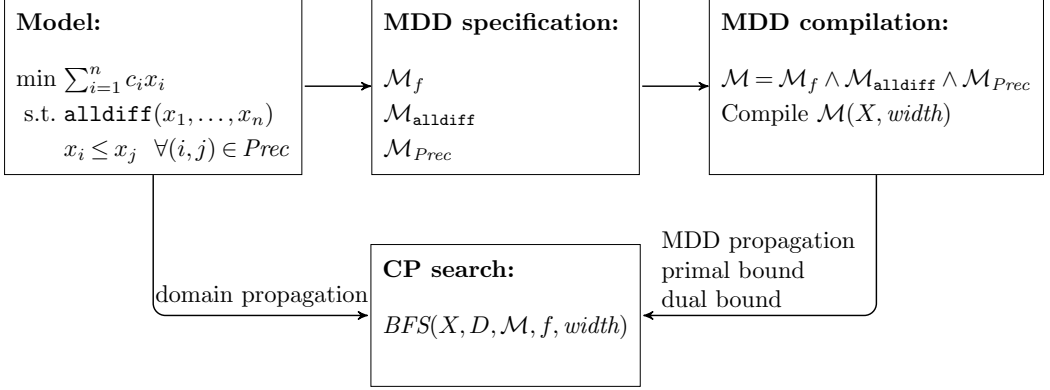 Model:
min ∑ᵢ₌₁ⁿ cᵢxᵢ
s.t. alldiff(x₁,…,xₙ)
xᵢ ≤ xⱼ ∀(i,j) ∈ Prec
MDD specification:
ℳ_f
ℳ_alldiff
ℳ_Prec
MDD compilation:
ℳ = ℳ_f ∧ ℳ_alldiff ∧ ℳ_Prec
Compile ℳ(X, width)
domain propagation
CP search:
BFS(X, D, ℳ, f, width)
MDD propagation
primal bound
dual bound